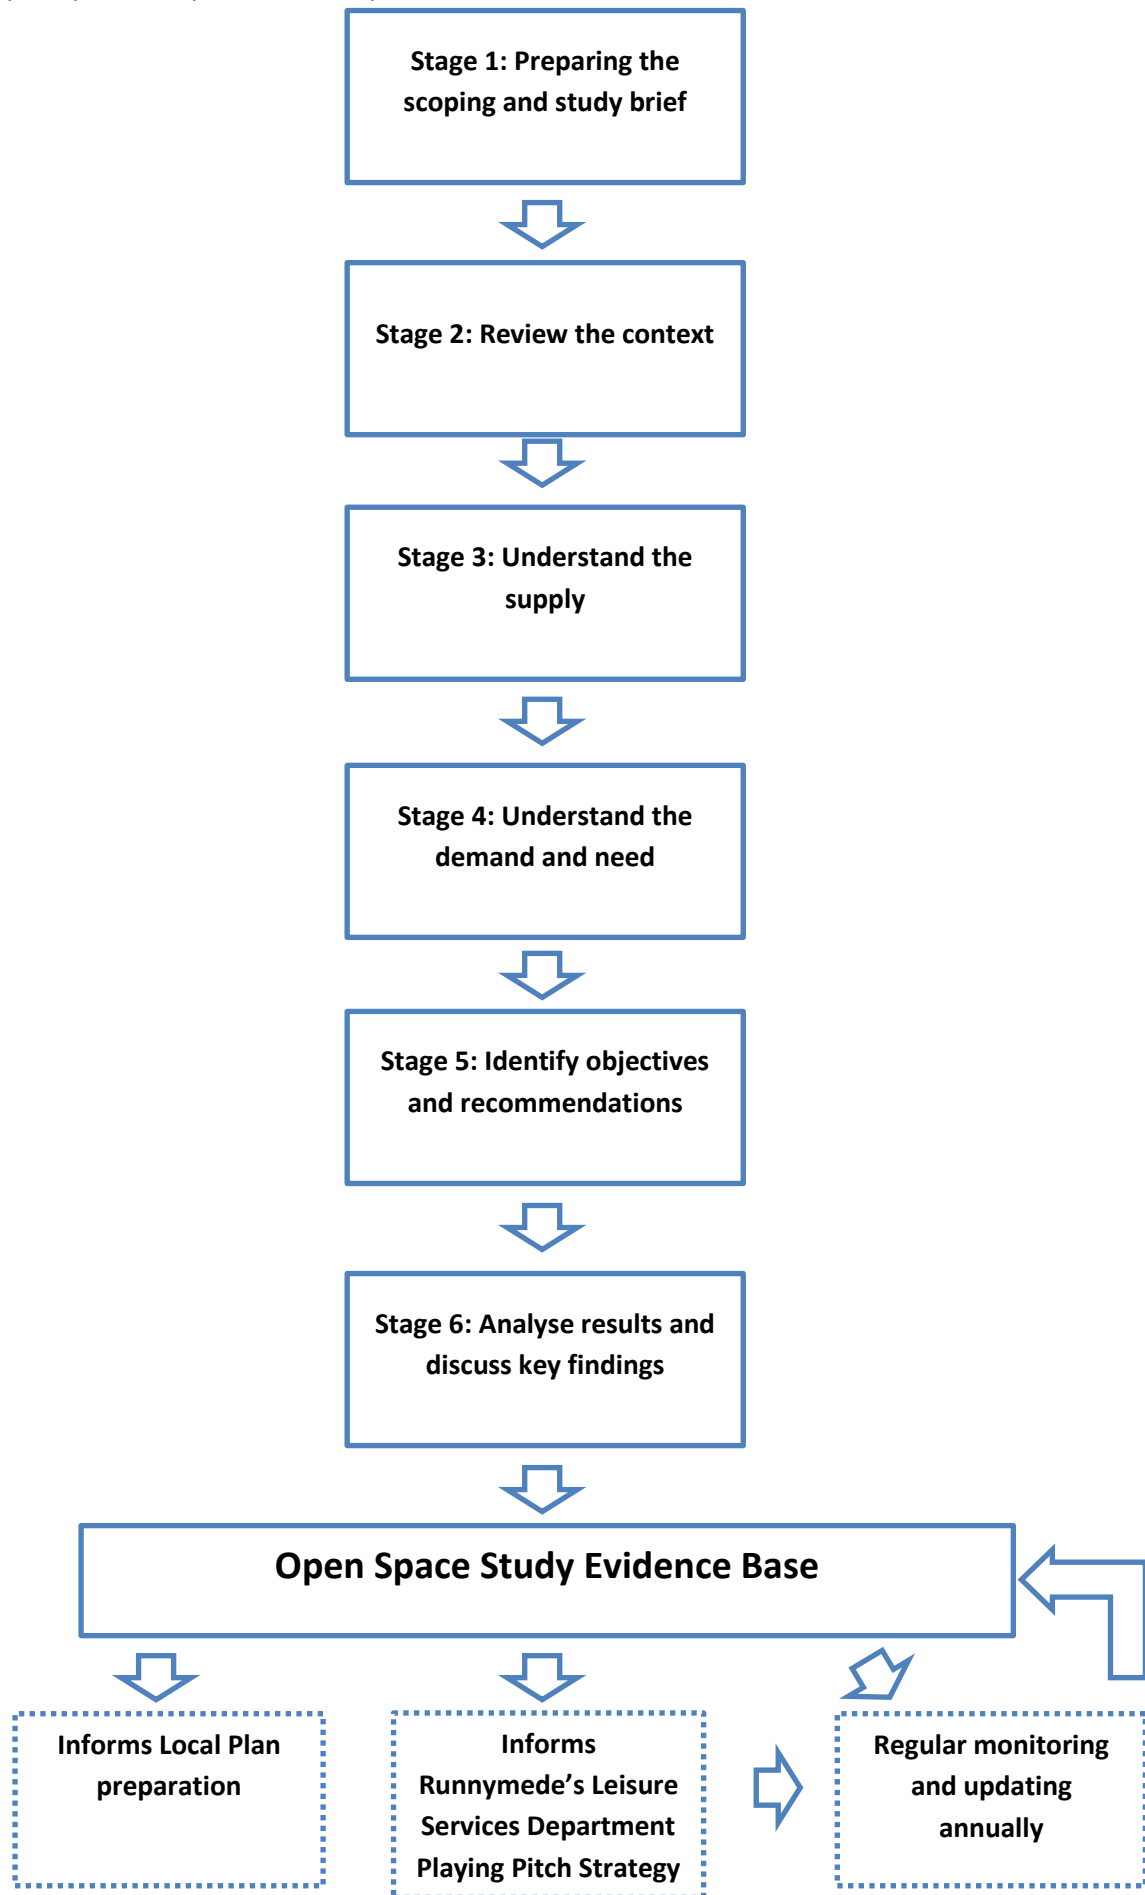 Stage 1: Preparing the
scoping and study brief
Stage 2: Review the context
Stage 3: Understand the
supply
Stage 4: Understand the
demand and need
Stage 5: Identify objectives
and recommendations
Stage 6: Analyse results and
discuss key findings
Open Space Study Evidence Base
Informs Local Plan
preparation
Informs
Runnymede’s Leisure
Services Department
Playing Pitch Strategy
Regular monitoring
and updating
annually